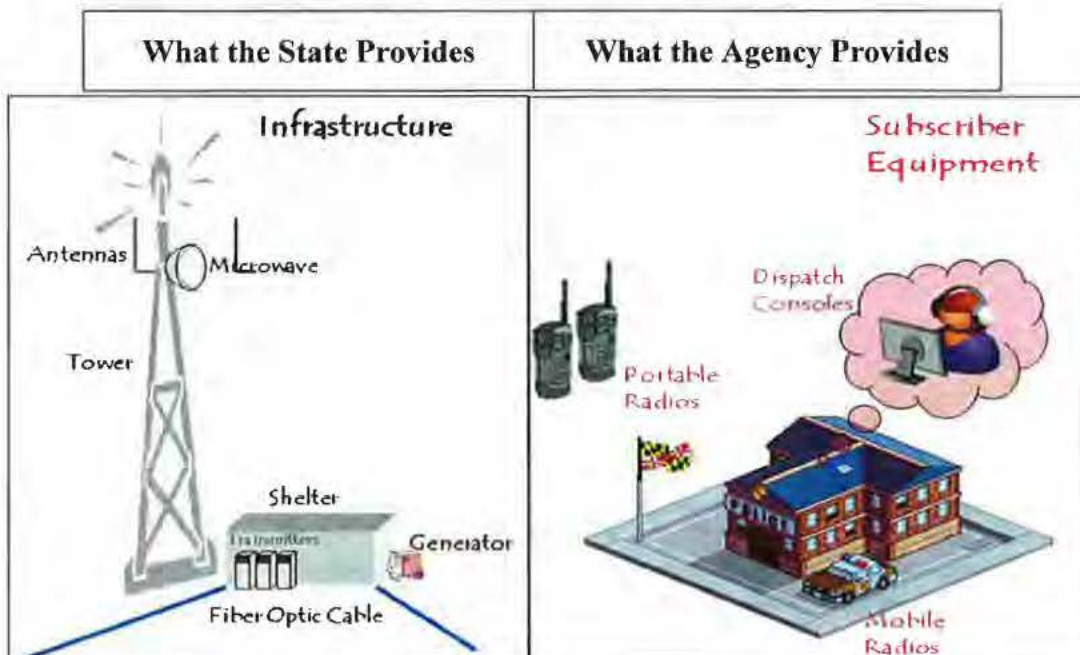 What the State Provides
What the Agency Provides
Infrastructure
Antennas
Microwave
Tower
Shelter
Transmitters
Generator
Fiber Optic Cable
Subscriber
Equipment
Dispatch
Consoles
Portable
Radios
Mobile
Radios